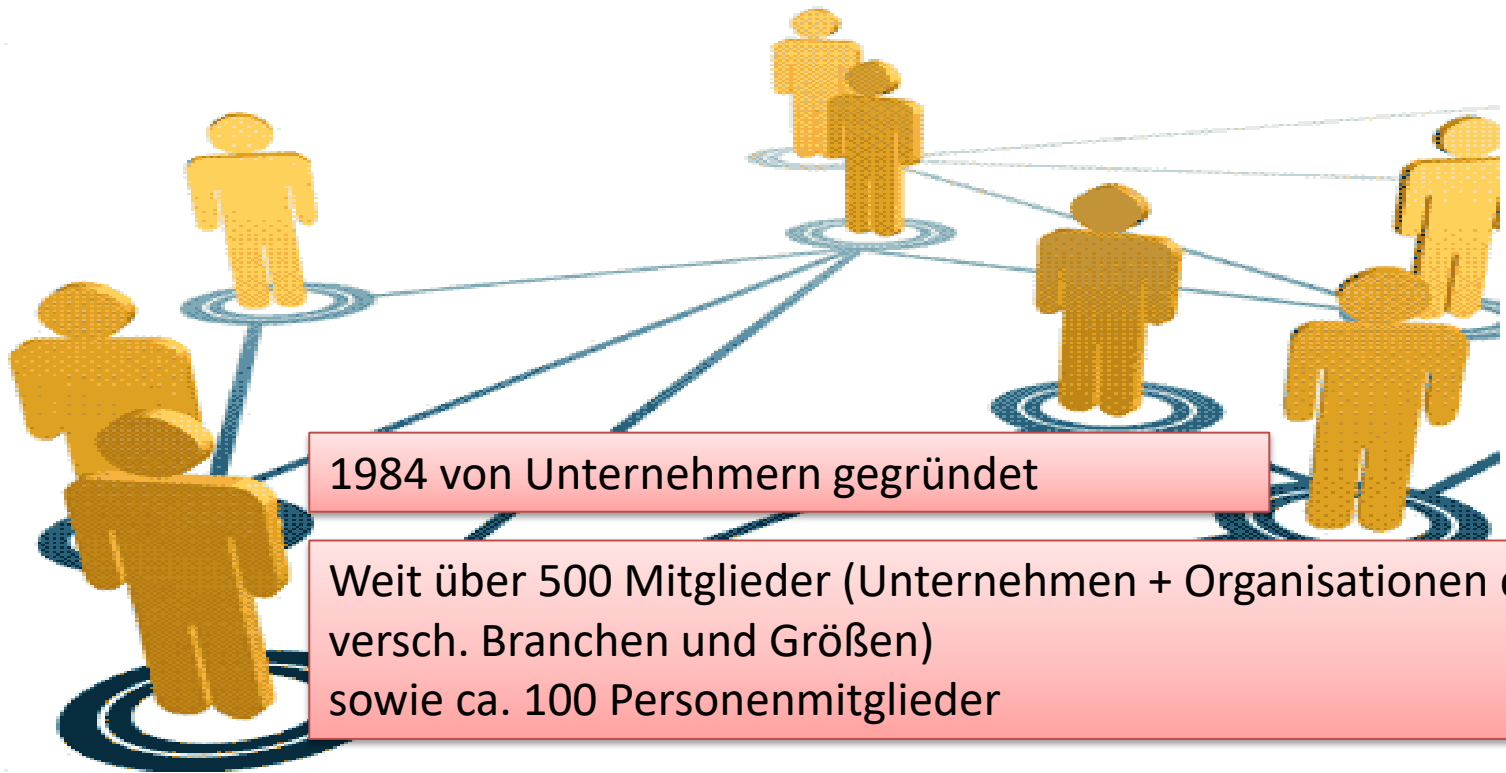 1984 von Unternehmern gegründet
Weit über 500 Mitglieder (Unternehmen + Organisationen
versch. Branchen und Größen)
sowie ca. 100 Personenmitglieder